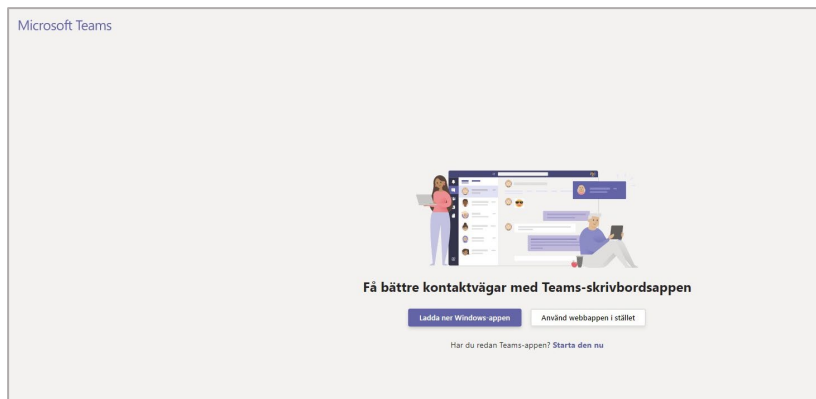 Microsoft Teams
Få bättre kontaktvägar med Teams-skrivbordsappen
Ladda ner Windows-appen
Använd webbappen i stället
Har du redan Teams-appen? Starta den nu